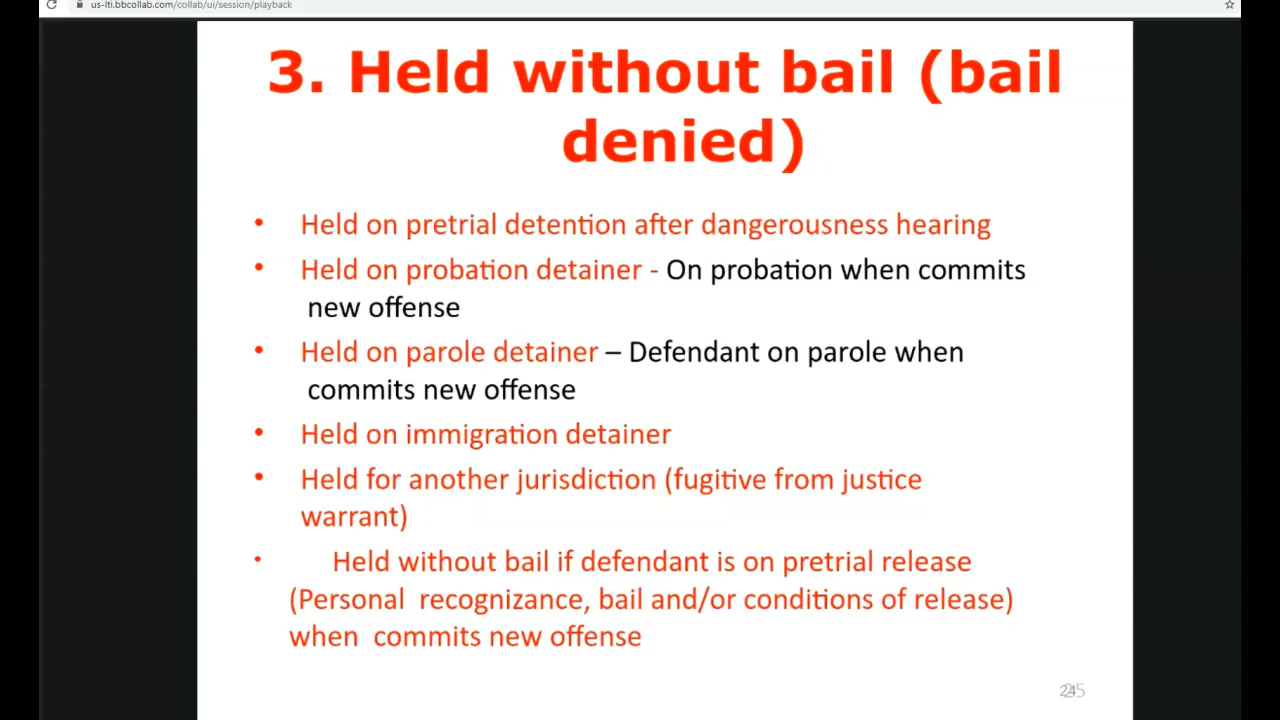 us-lti.bbcollab.com/collab/ui/session/playback
3. Held without bail (bail
denied)
• Held on pretrial detention after dangerousness hearing
• Held on probation detainer - On probation when commits
new offense
• Held on parole detainer – Defendant on parole when
commits new offense
• Held on immigration detainer
• Held for another jurisdiction (fugitive from justice
warrant)
• Held without bail if defendant is on pretrial release
(Personal recognizance, bail and/or conditions of release)
when commits new offense